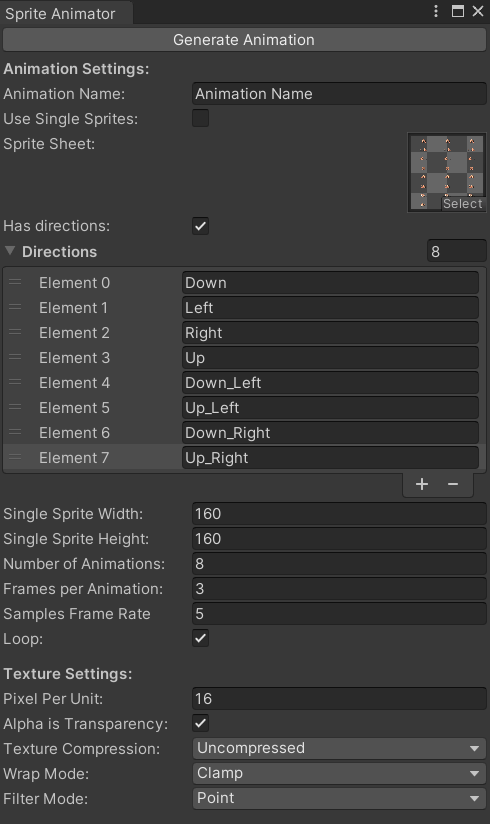 Sprite Animator
Generate Animation
Animation Settings:
Animation Name: Animation Name
Use Single Sprites:
Sprite Sheet:
Select
Has directions:
Directions 8
Element 0 Down
Element 1 Left
Element 2 Right
Element 3 Up
Element 4 Down_Left
Element 5 Up_Left
Element 6 Down_Right
Element 7 Up_Right
+ −
Single Sprite Width: 160
Single Sprite Height: 160
Number of Animations: 8
Frames per Animation: 3
Samples Frame Rate 5
Loop:
Texture Settings:
Pixel Per Unit: 16
Alpha is Transparency:
Texture Compression: Uncompressed
Wrap Mode: Clamp
Filter Mode: Point